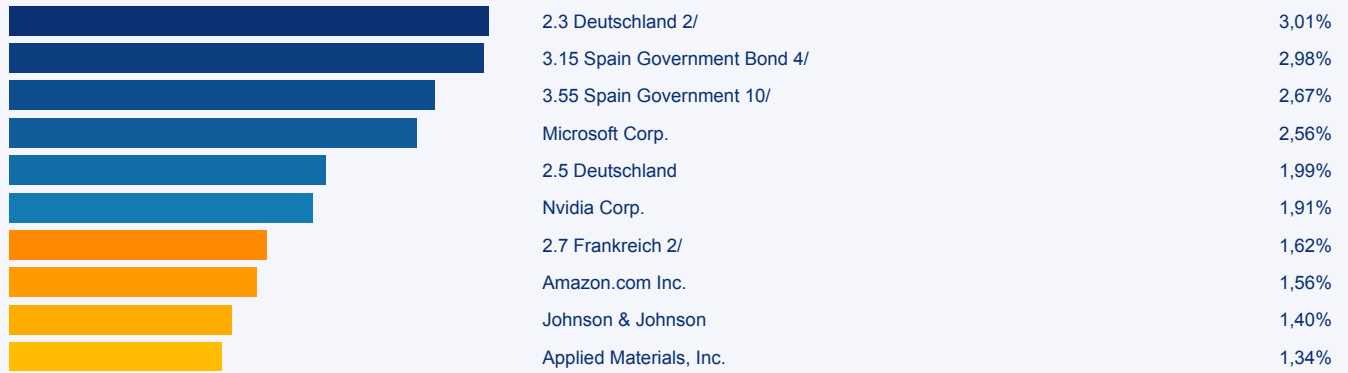 2.3 Deutschland 2/ 3,01%
3.15 Spain Government Bond 4/ 2,98%
3.55 Spain Government 10/ 2,67%
Microsoft Corp. 2,56%
2.5 Deutschland 1,99%
Nvidia Corp. 1,91%
2.7 Frankreich 2/ 1,62%
Amazon.com Inc. 1,56%
Johnson & Johnson 1,40%
Applied Materials, Inc. 1,34%